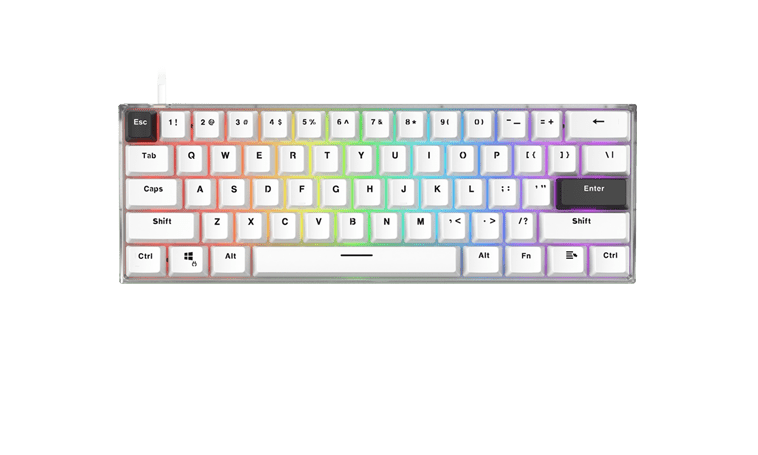 Esc 1! 2@ 3# 4$ 5% 6^ 7& 8* 9( 0) -_ =+ ←
Tab Q W E R T Y U I O P [{ ]} \|
Caps A S D F G H J K L ;: '" Enter
Shift Z X C V B N M ,< .> /? Shift
Ctrl Alt Alt Fn Ctrl